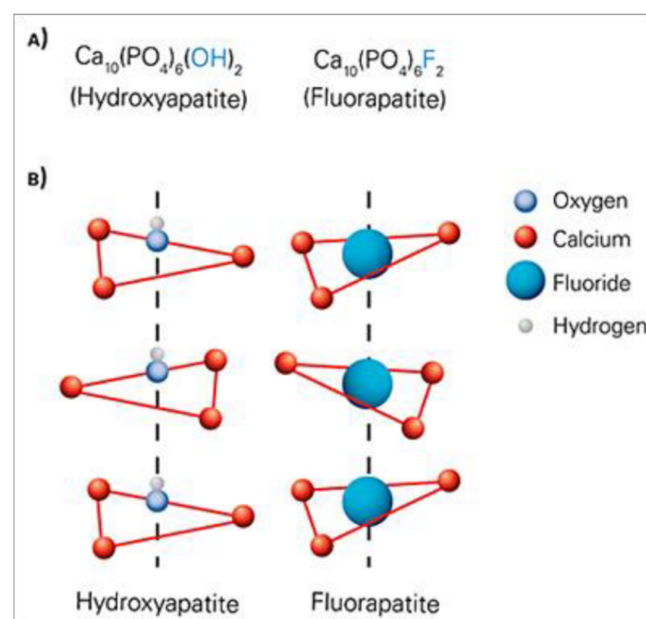 A)
Ca₁₀(PO₄)₆(OH)₂
(Hydroxyapatite)
Ca₁₀(PO₄)₆F₂
(Fluorapatite)
B)
Oxygen
Calcium
Fluoride
Hydrogen
Hydroxyapatite
Fluorapatite